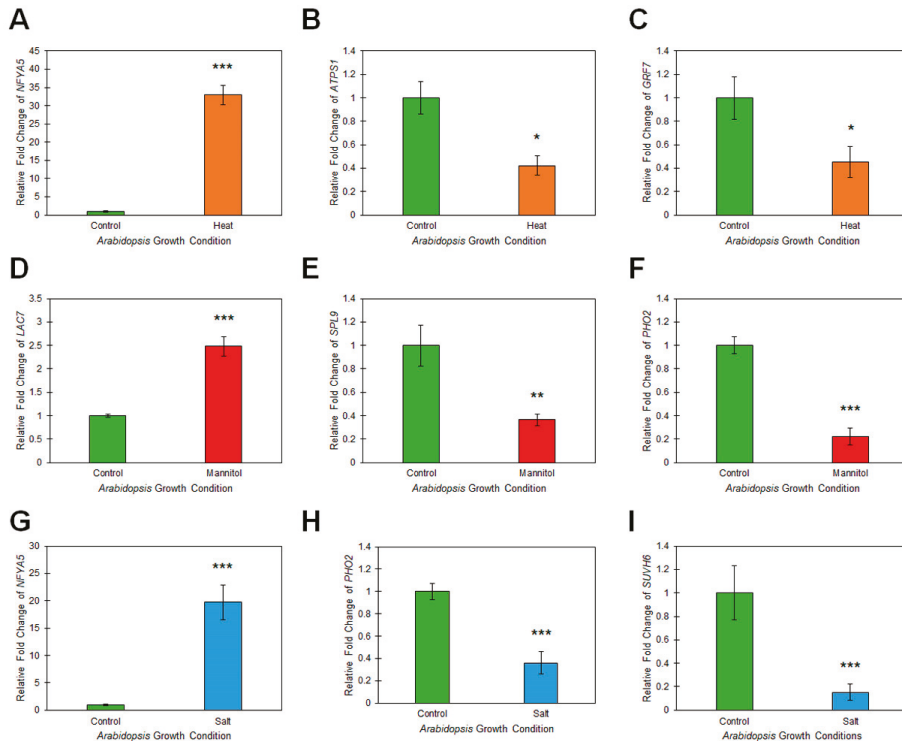 A
Relative Fold Change of NFYA5
45
40
35
30
25
20
15
10
5
0
***
Control Heat
Arabidopsis Growth Condition
B
Relative Fold Change of ATPS1
1.4
1.2
1
0.8
0.6
0.4
0.2
0
*
Control Heat
Arabidopsis Growth Condition
C
Relative Fold Change of GRF7
1.4
1.2
1
0.8
0.6
0.4
0.2
0
*
Control Heat
Arabidopsis Growth Condition
D
Relative Fold Change of LAC7
3.5
3
2.5
2
1.5
1
0.5
0
***
Control Mannitol
Arabidopsis Growth Condition
E
Relative Fold Change of SPL9
1.4
1.2
1
0.8
0.6
0.4
0.2
0
**
Control Mannitol
Arabidopsis Growth Condition
F
Relative Fold Change of PHO2
1.4
1.2
1
0.8
0.6
0.4
0.2
0
***
Control Mannitol
Arabidopsis Growth Condition
G
Relative Fold Change of NFYA5
30
25
20
15
10
5
0
***
Control Salt
Arabidopsis Growth Condition
H
Relative Fold Change of PHO2
1.4
1.2
1
0.8
0.6
0.4
0.2
0
***
Control Salt
Arabidopsis Growth Condition
I
Relative Fold Change of SUVH6
1.4
1.2
1
0.8
0.6
0.4
0.2
0
***
Control Salt
Arabidopsis Growth Conditions